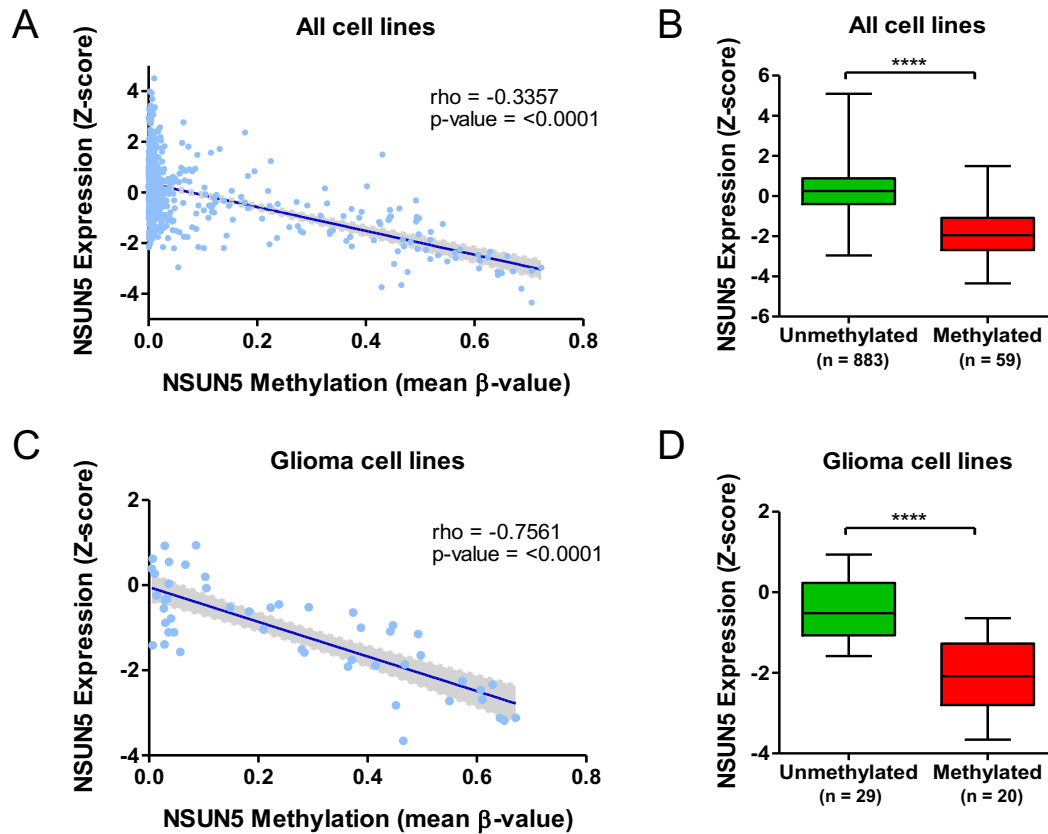 A
All cell lines
NSUN5 Expression (Z-score)
4
2
0
-2
-4
rho = -0.3357
p-value = <0.0001
0.0 0.2 0.4 0.6 0.8
NSUN5 Methylation (mean β-value)
B
All cell lines
NSUN5 Expression (Z-score)
6
4
2
0
-2
-4
-6
****
Unmethylated Methylated
(n = 883) (n = 59)
C
Glioma cell lines
NSUN5 Expression (Z-score)
2
0
-2
-4
rho = -0.7561
p-value = <0.0001
0.0 0.2 0.4 0.6 0.8
NSUN5 Methylation (mean β-value)
D
Glioma cell lines
NSUN5 Expression (Z-score)
2
0
-2
-4
****
Unmethylated Methylated
(n = 29) (n = 20)